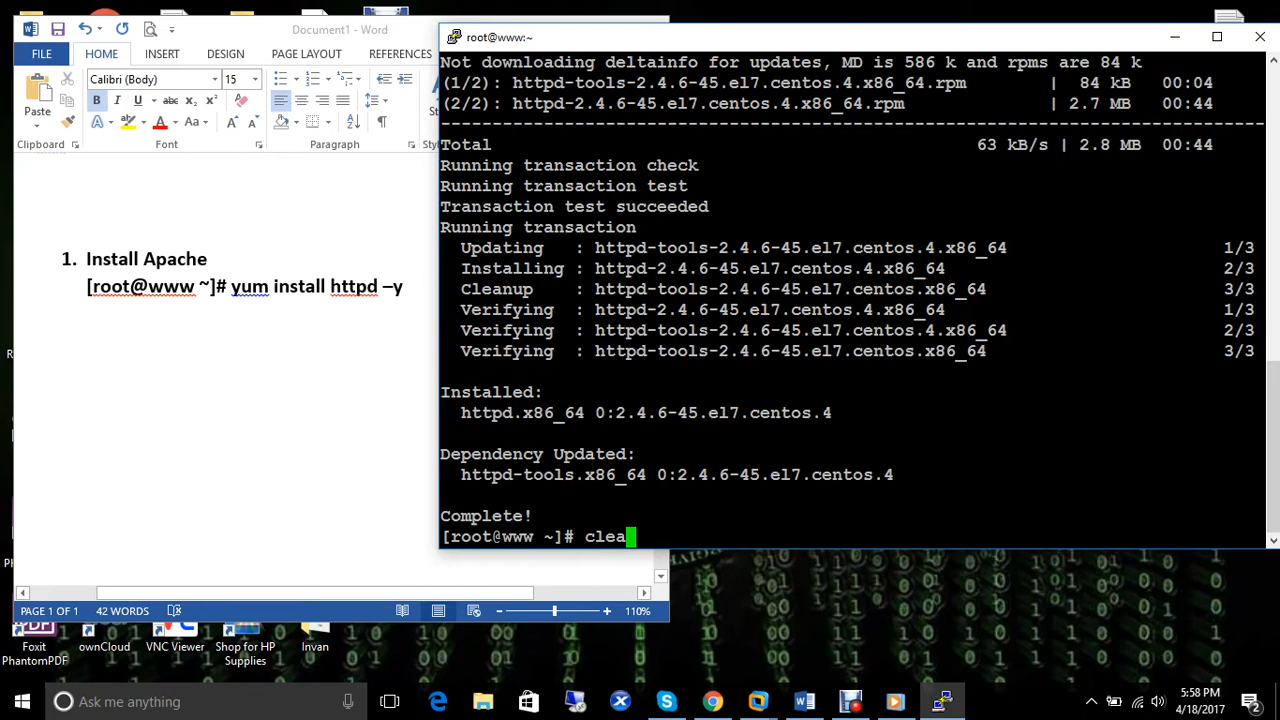 Document1 - Word
FILE
HOME
INSERT
DESIGN
PAGE LAYOUT
REFERENCES
Paste
Calibri (Body)
15
B I U abc x₂ x²
Clipboard
Font
Paragraph
1. Install Apache
[root@www ~]# yum install httpd –y
PAGE 1 OF 1
42 WORDS
110%
root@www:~
Not downloading deltainfo for updates, MD is 586 k and rpms are 84 k
(1/2): httpd-tools-2.4.6-45.el7.centos.4.x86_64.rpm | 84 kB 00:04
(2/2): httpd-2.4.6-45.el7.centos.4.x86_64.rpm | 2.7 MB 00:44
--------------------------------------------------------------------------------
Total 63 kB/s | 2.8 MB 00:44
Running transaction check
Running transaction test
Transaction test succeeded
Running transaction
Updating : httpd-tools-2.4.6-45.el7.centos.4.x86_64 1/3
Installing : httpd-2.4.6-45.el7.centos.4.x86_64 2/3
Cleanup : httpd-tools-2.4.6-45.el7.centos.x86_64 3/3
Verifying : httpd-2.4.6-45.el7.centos.4.x86_64 1/3
Verifying : httpd-tools-2.4.6-45.el7.centos.4.x86_64 2/3
Verifying : httpd-tools-2.4.6-45.el7.centos.x86_64 3/3
Installed:
httpd.x86_64 0:2.4.6-45.el7.centos.4
Dependency Updated:
httpd-tools.x86_64 0:2.4.6-45.el7.centos.4
Complete!
[root@www ~]# clea
Foxit PhantomPDF
ownCloud
VNC Viewer
Shop for HP Supplies
Invan
Ask me anything
5:58 PM
4/18/2017